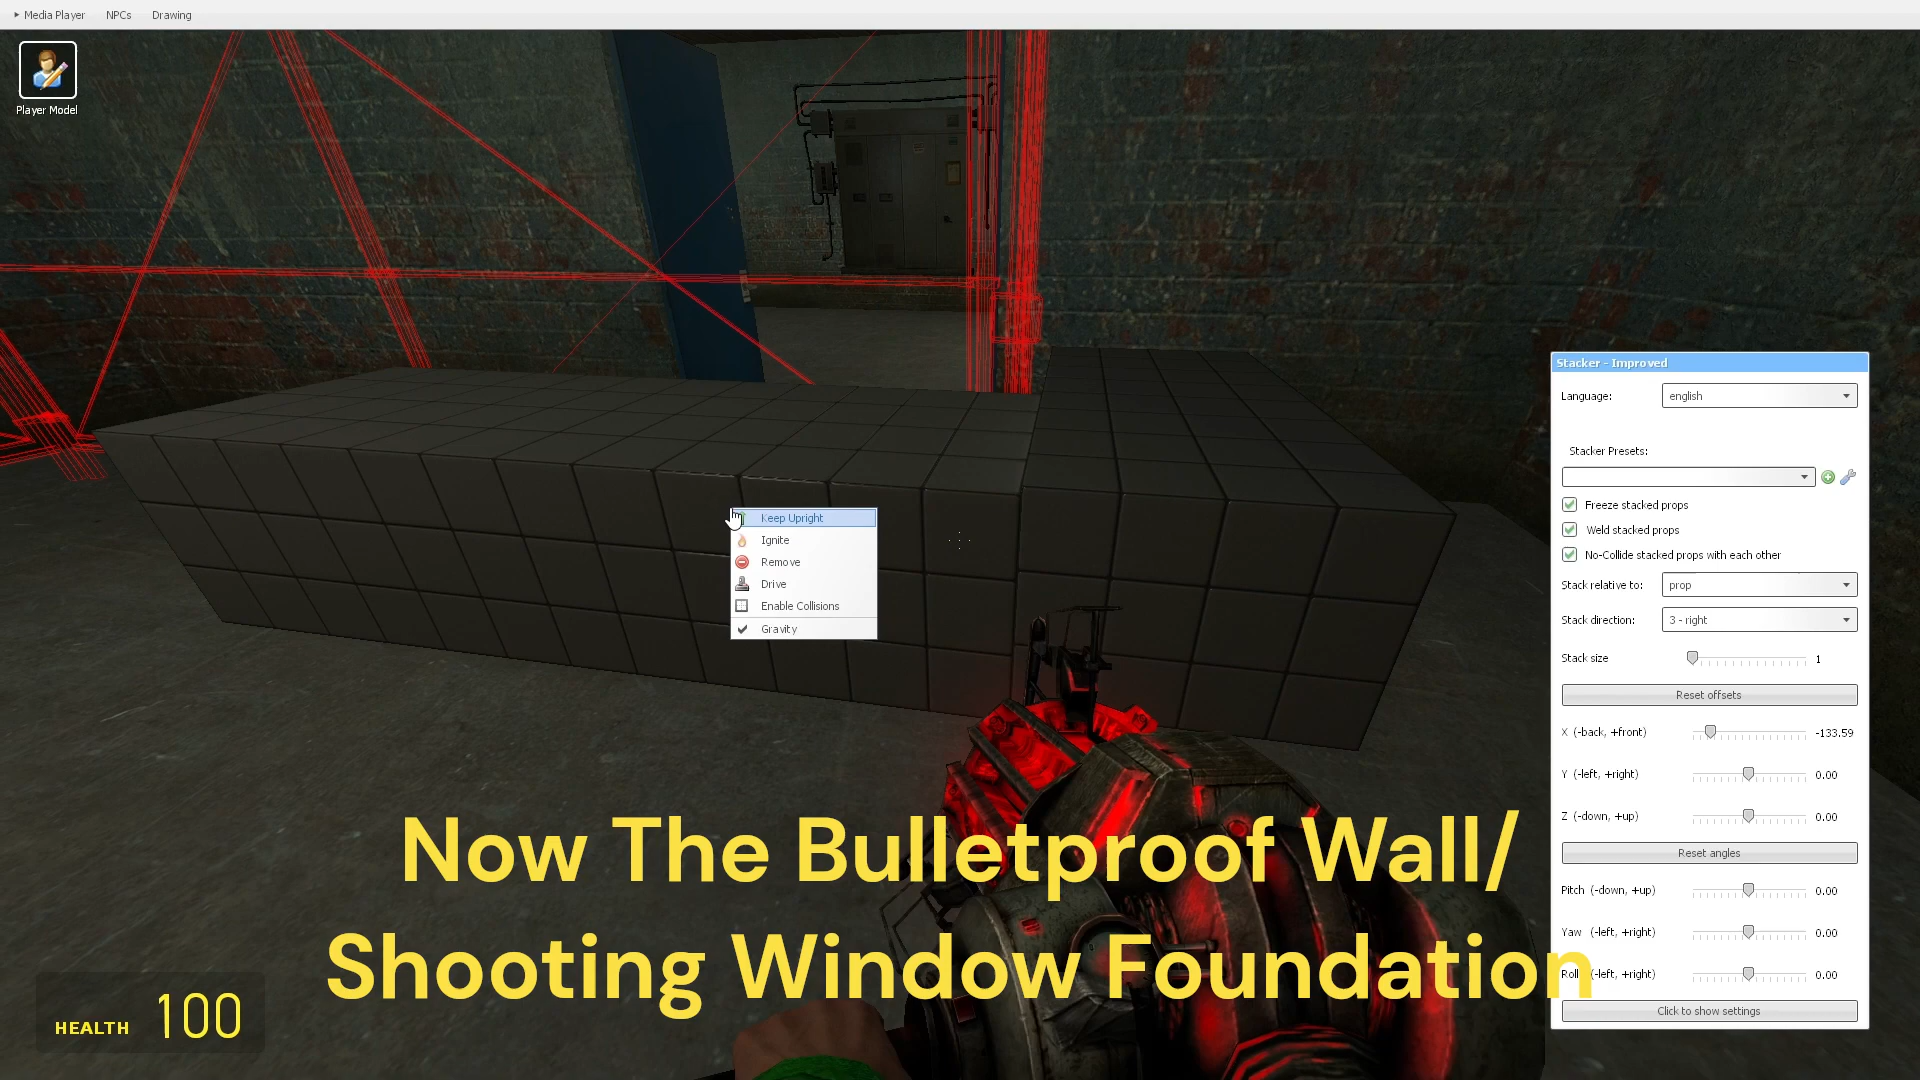 Media Player NPCs Drawing
Player Model
Keep Upright
Ignite
Remove
Drive
Enable Collisions
Gravity
Stacker - Improved
Language: english
Stacker Presets:
Freeze stacked props
Weld stacked props
No-Collide stacked props with each other
Stack relative to: prop
Stack direction: 3 - right
Stack size 1
Reset offsets
X (-back, +front) -133.59
Y (-left, +right) 0.00
Z (-down, +up) 0.00
Reset angles
Pitch (-down, +up) 0.00
Yaw (-left, +right) 0.00
Roll (-left, +right) 0.00
Click to show settings
Now The Bulletproof Wall/
Shooting Window Foundation
HEALTH 100